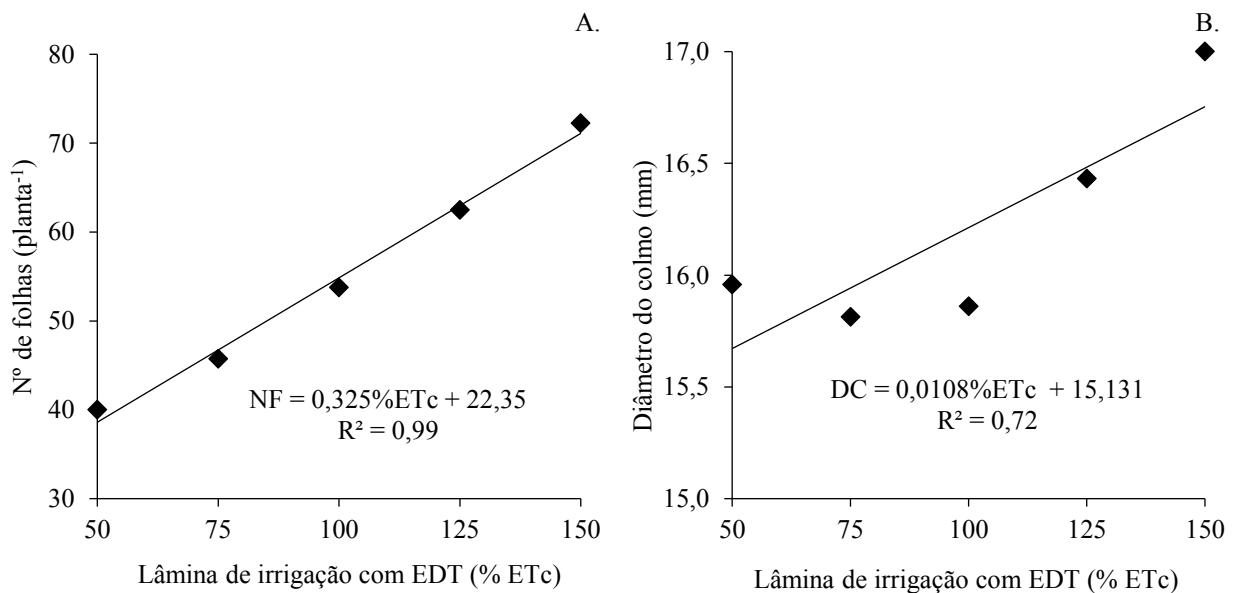 A.
80
70
60
50
40
30
50 75 100 125 150
Nº de folhas (planta⁻¹)
NF = 0,325%ETc + 22,35
R² = 0,99
Lâmina de irrigação com EDT (% ETc)
B.
17,0
16,5
16,0
15,5
15,0
50 75 100 125 150
Diâmetro do colmo (mm)
DC = 0,0108%ETc + 15,131
R² = 0,72
Lâmina de irrigação com EDT (% ETc)